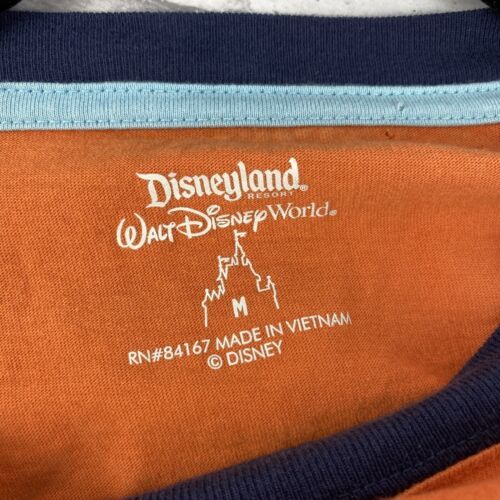 Disneyland®
RESORT
WALT DISNEY World®
M
RN#84167 MADE IN VIETNAM
© DISNEY